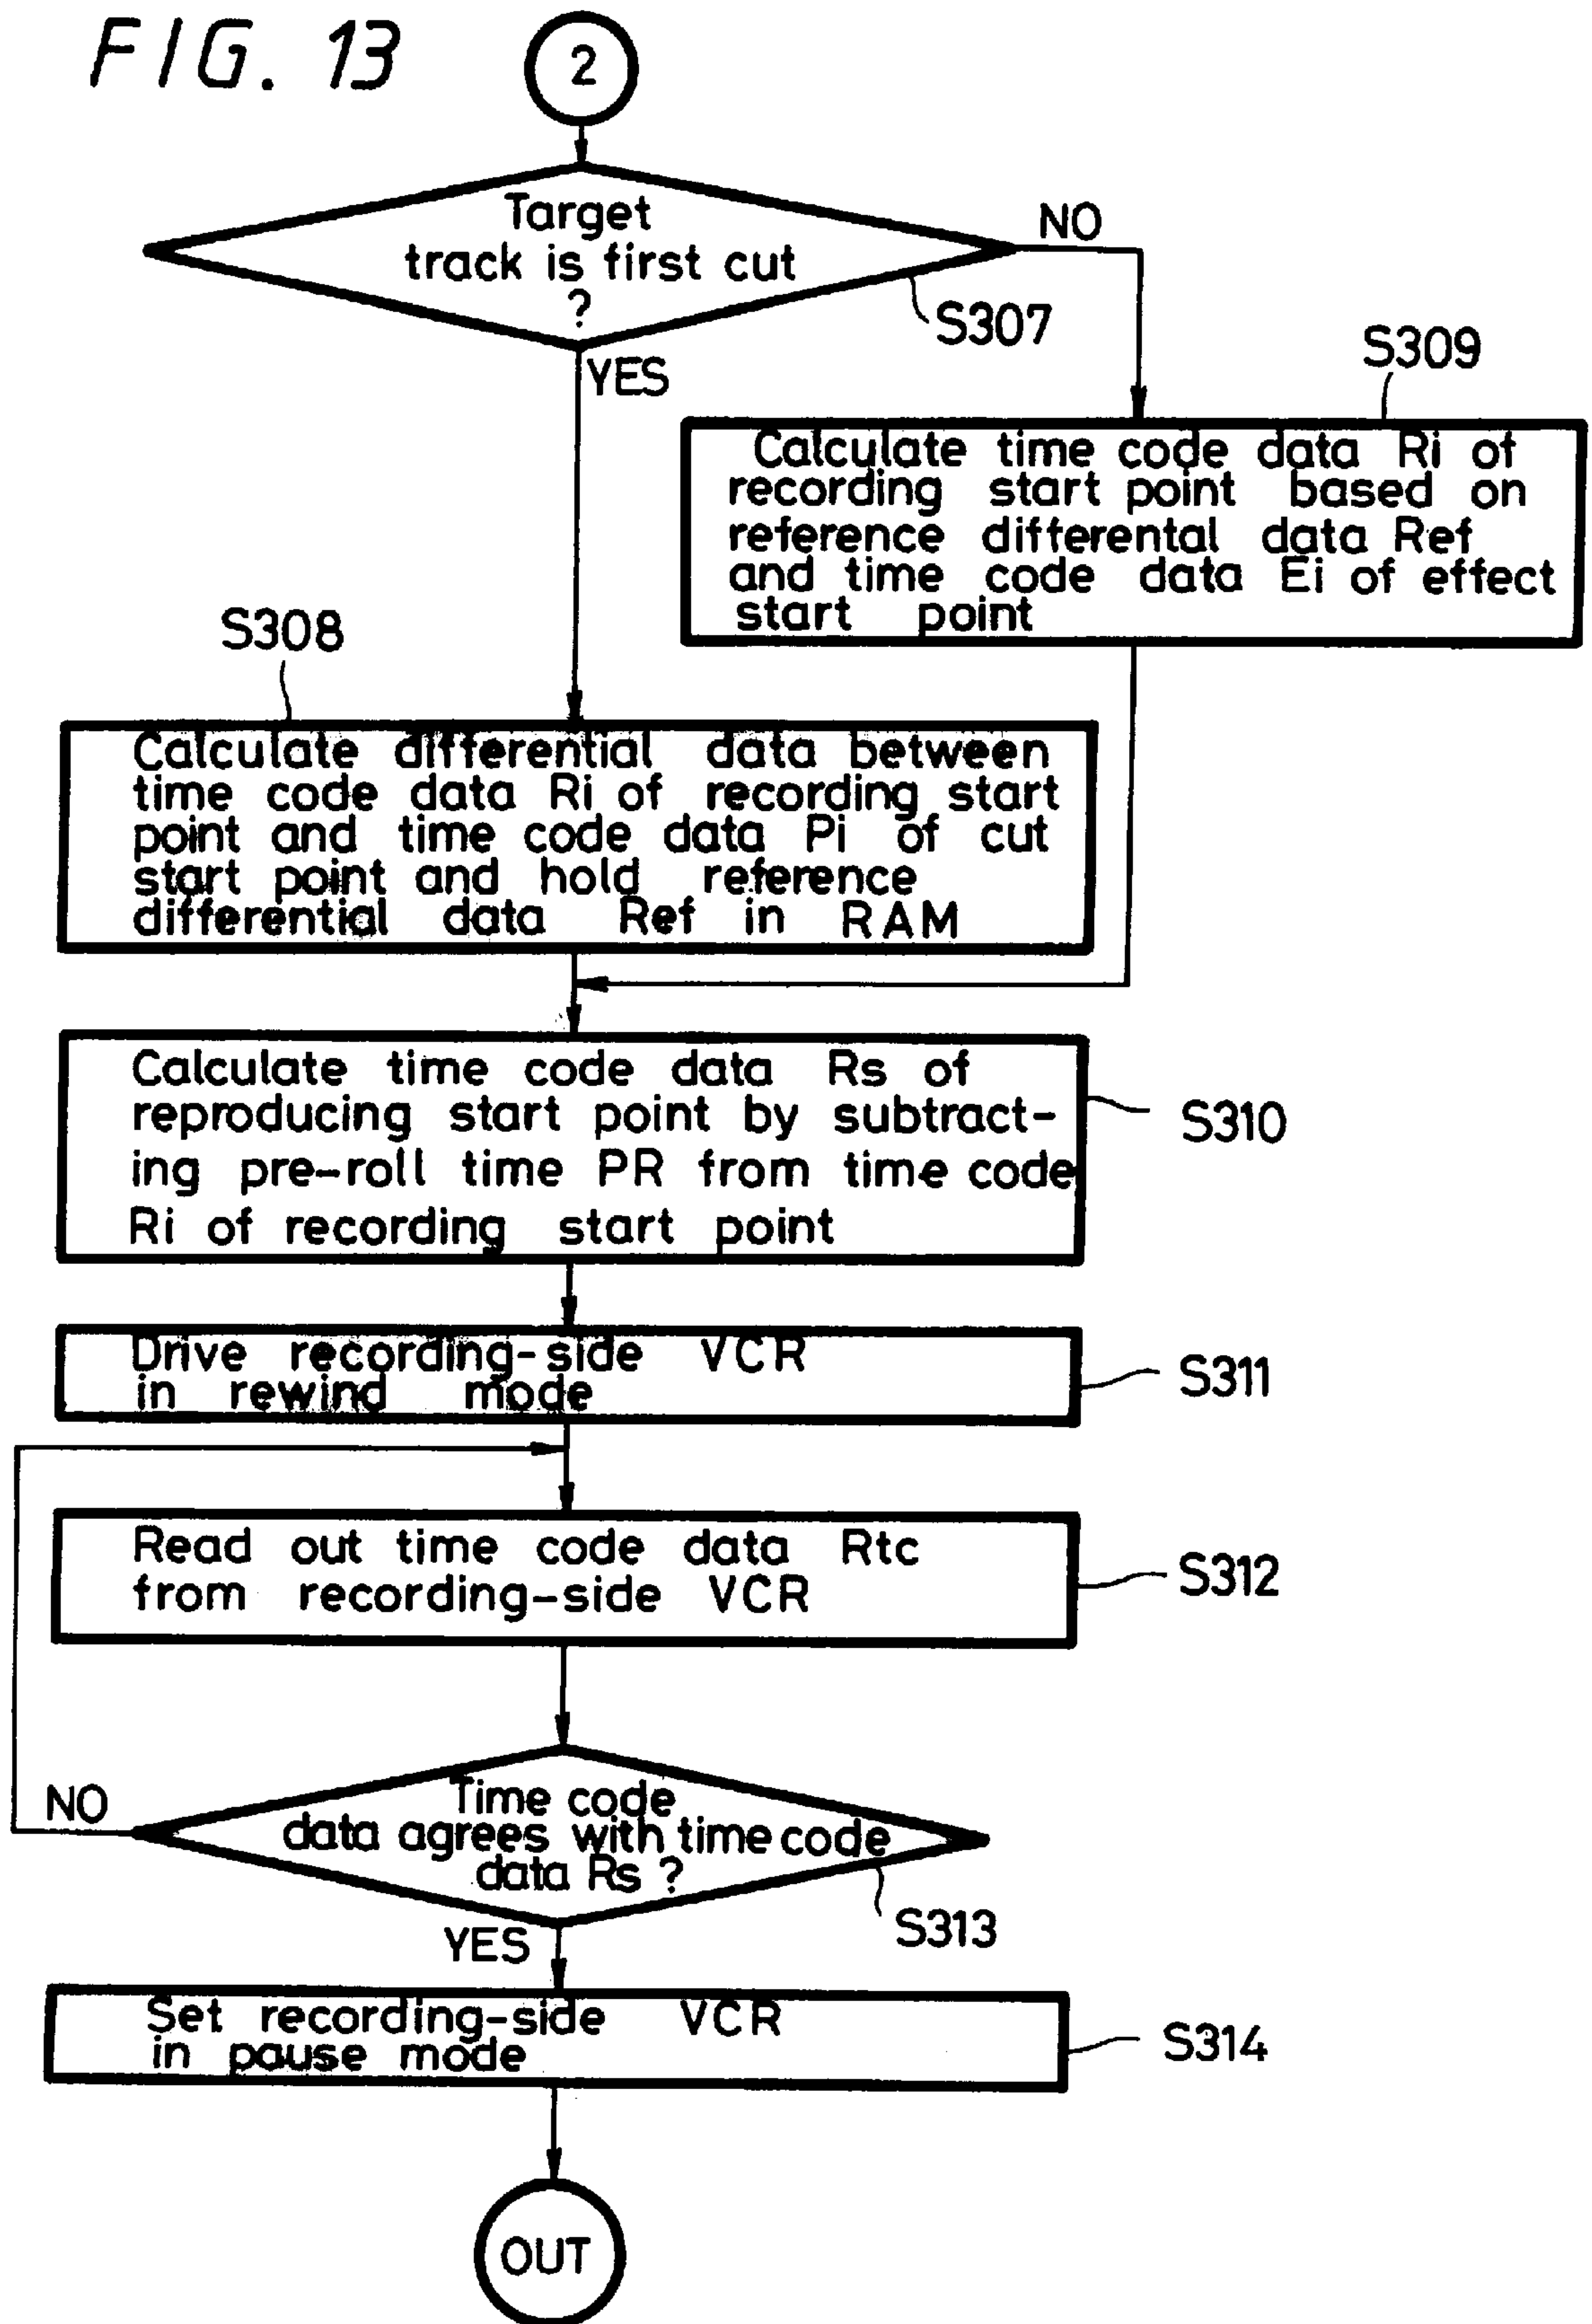 FIG. 13
2
Target
track is first cut
?
NO
S307
YES
S309
Calculate time code data Ri of
recording start point based on
reference differental data Ref
and time code data Ei of effect
start point
S308
Calculate differential data between
time code data Ri of recording start
point and time code data Pi of cut
start point and hold reference
differential data Ref in RAM
Calculate time code data Rs of
reproducing start point by subtract-
ing pre-roll time PR from time code
Ri of recording start point
S310
Drive recording-side VCR
in rewind mode
S311
Read out time code data Rtc
from recording-side VCR
S312
Time code
data agrees with time code
data Rs ?
NO
S313
YES
Set recording-side VCR
in pause mode
S314
OUT